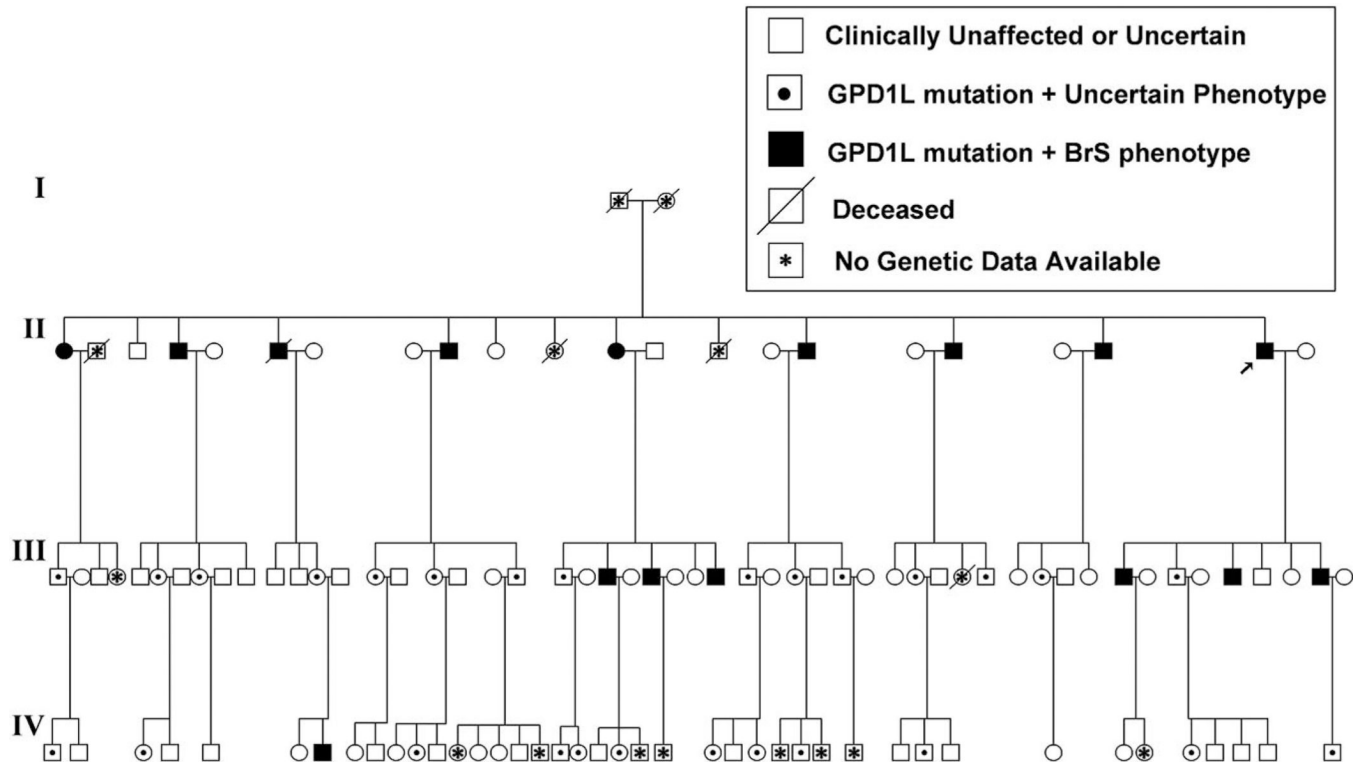 Clinically Unaffected or Uncertain
GPD1L mutation + Uncertain Phenotype
GPD1L mutation + BrS phenotype
Deceased
* No Genetic Data Available
I
II
III
IV